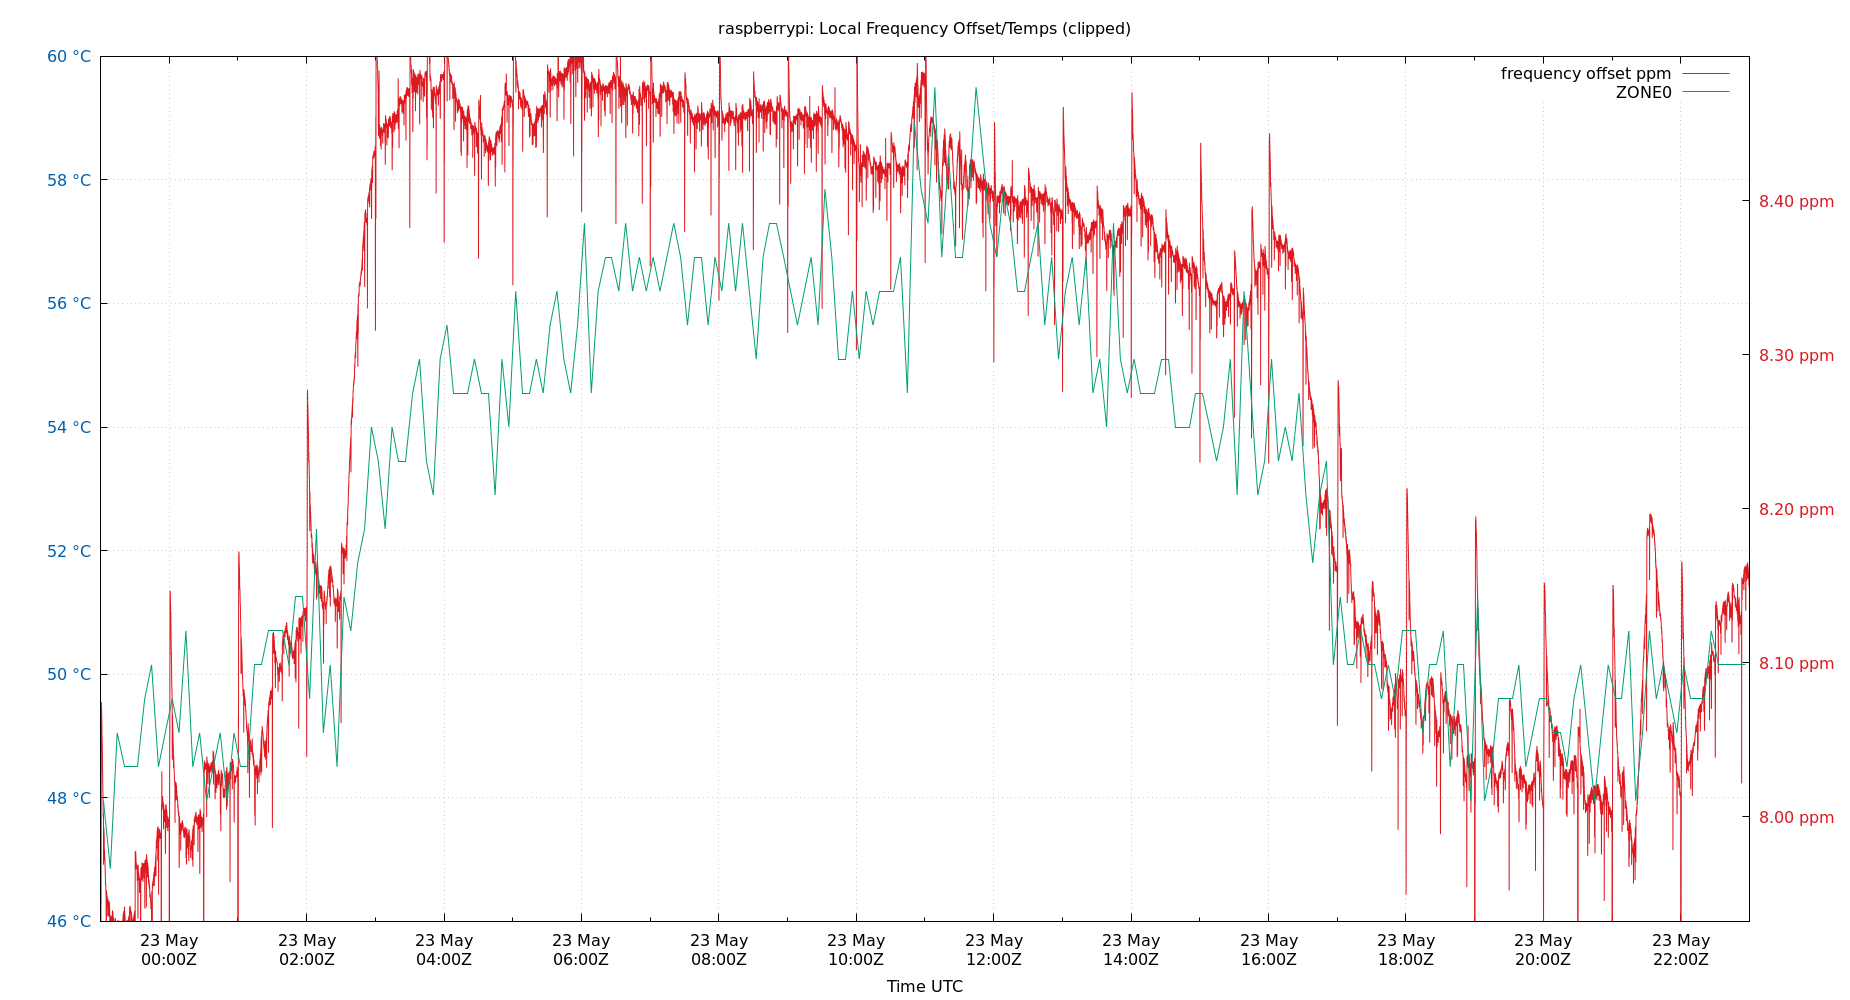 raspberrypi: Local Frequency Offset/Temps (clipped)
frequency offset ppm
ZONE0
60 °C
58 °C
56 °C
54 °C
52 °C
50 °C
48 °C
46 °C
8.40 ppm
8.30 ppm
8.20 ppm
8.10 ppm
8.00 ppm
23 May 23 May 23 May 23 May 23 May 23 May 23 May 23 May 23 May 23 May 23 May 23 May
00:00Z 02:00Z 04:00Z 06:00Z 08:00Z 10:00Z 12:00Z 14:00Z 16:00Z 18:00Z 20:00Z 22:00Z
Time UTC